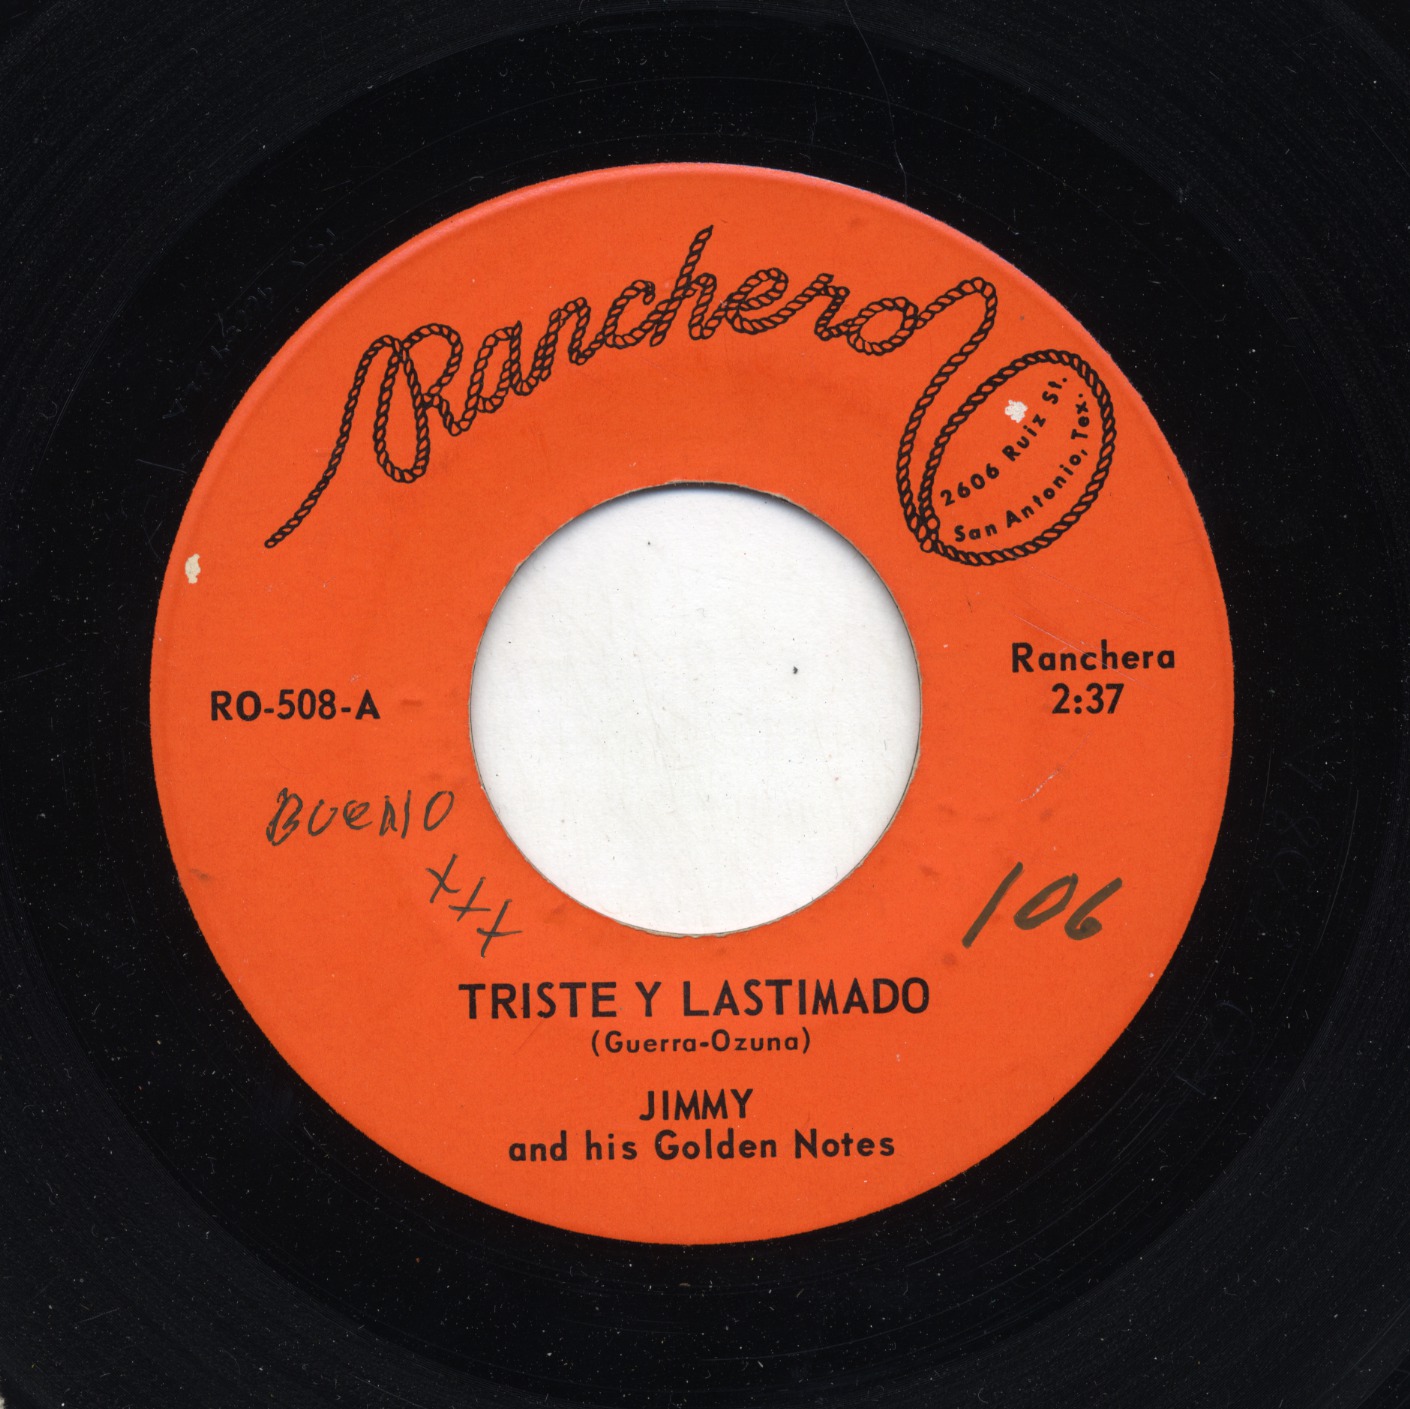 Ranchero
2606 Ruiz St.
San Antonio, Tex.
Ranchera
2:37
RO-508-A
BUENO
XXX
106
TRISTE Y LASTIMADO
(Guerra-Ozuna)
JIMMY
and his Golden Notes